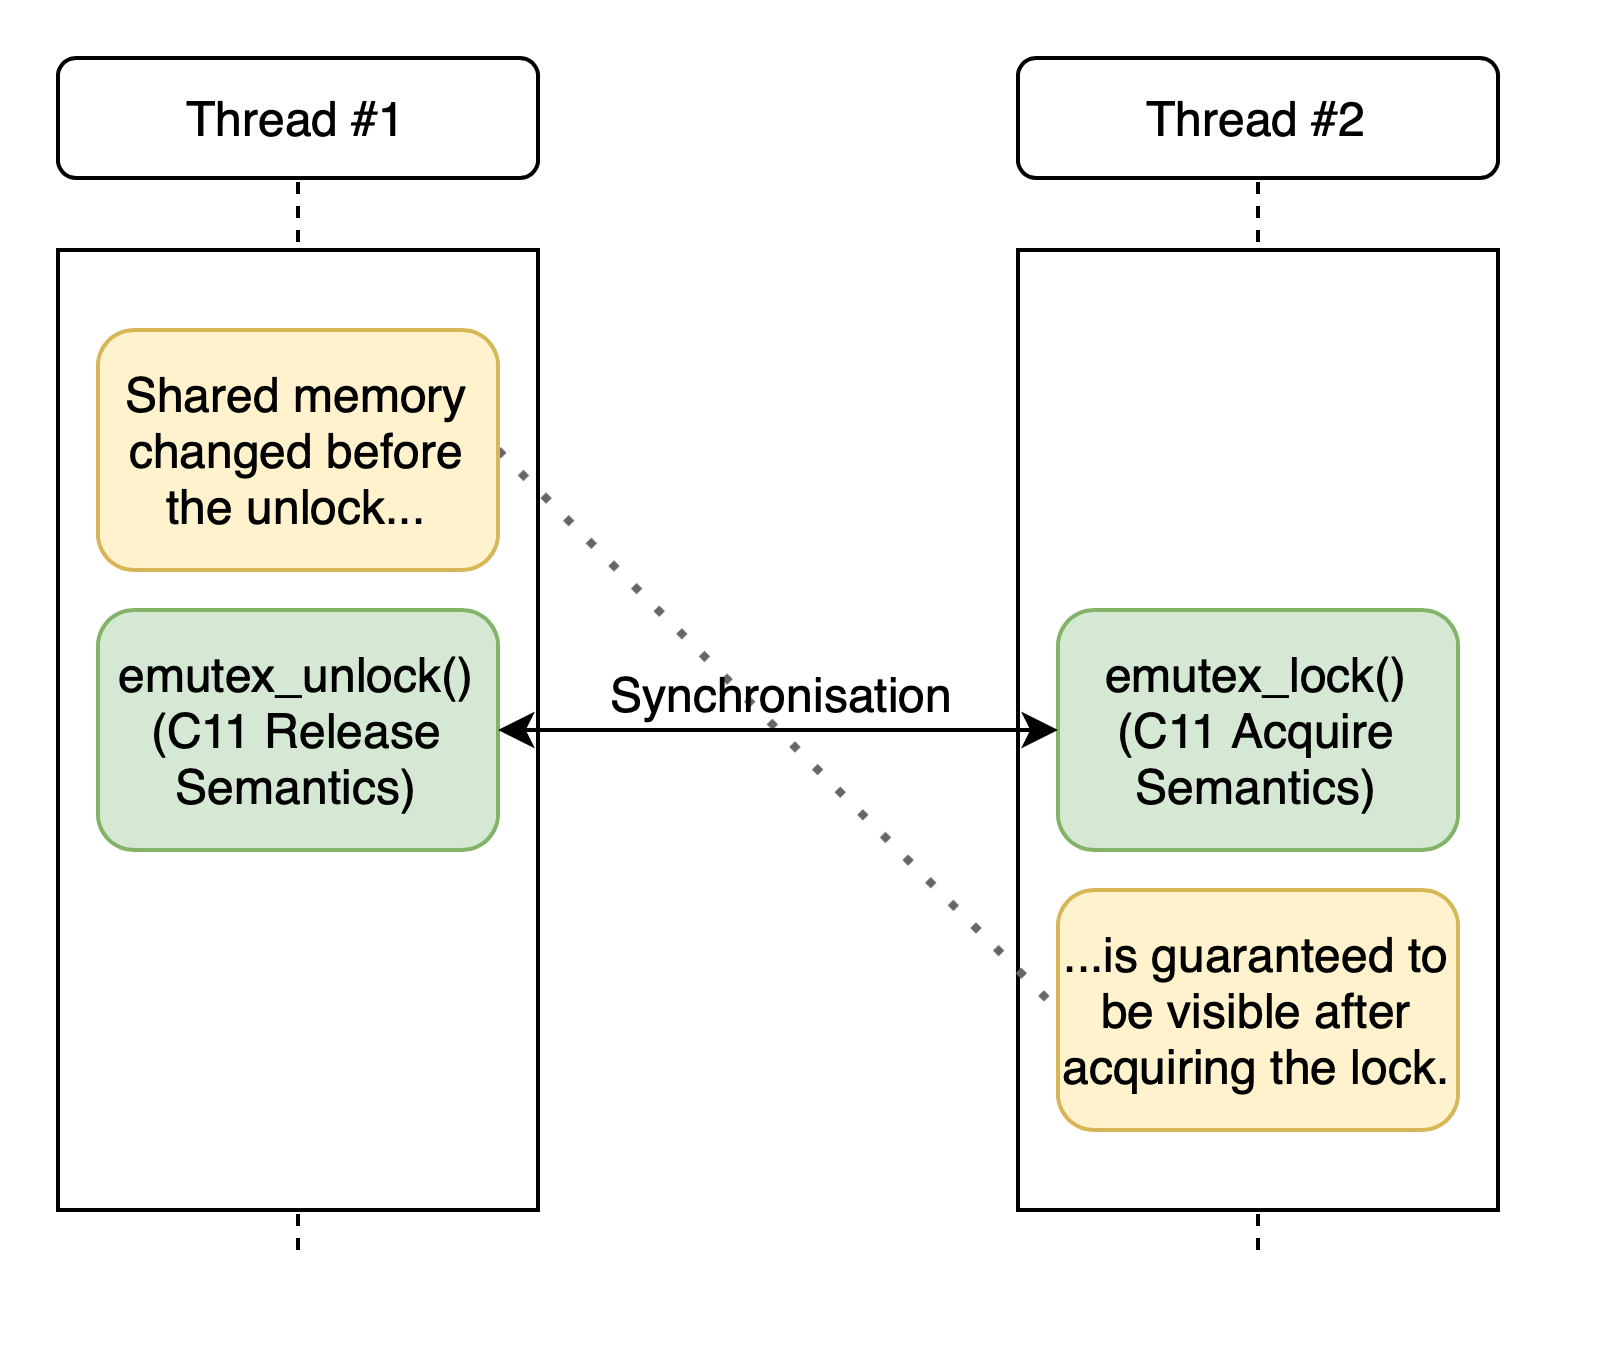 Thread #1
Thread #2
Shared memory
changed before
the unlock...
emutex_unlock()
(C11 Release
Semantics)
Synchronisation
emutex_lock()
(C11 Acquire
Semantics)
...is guaranteed to
be visible after
acquiring the lock.